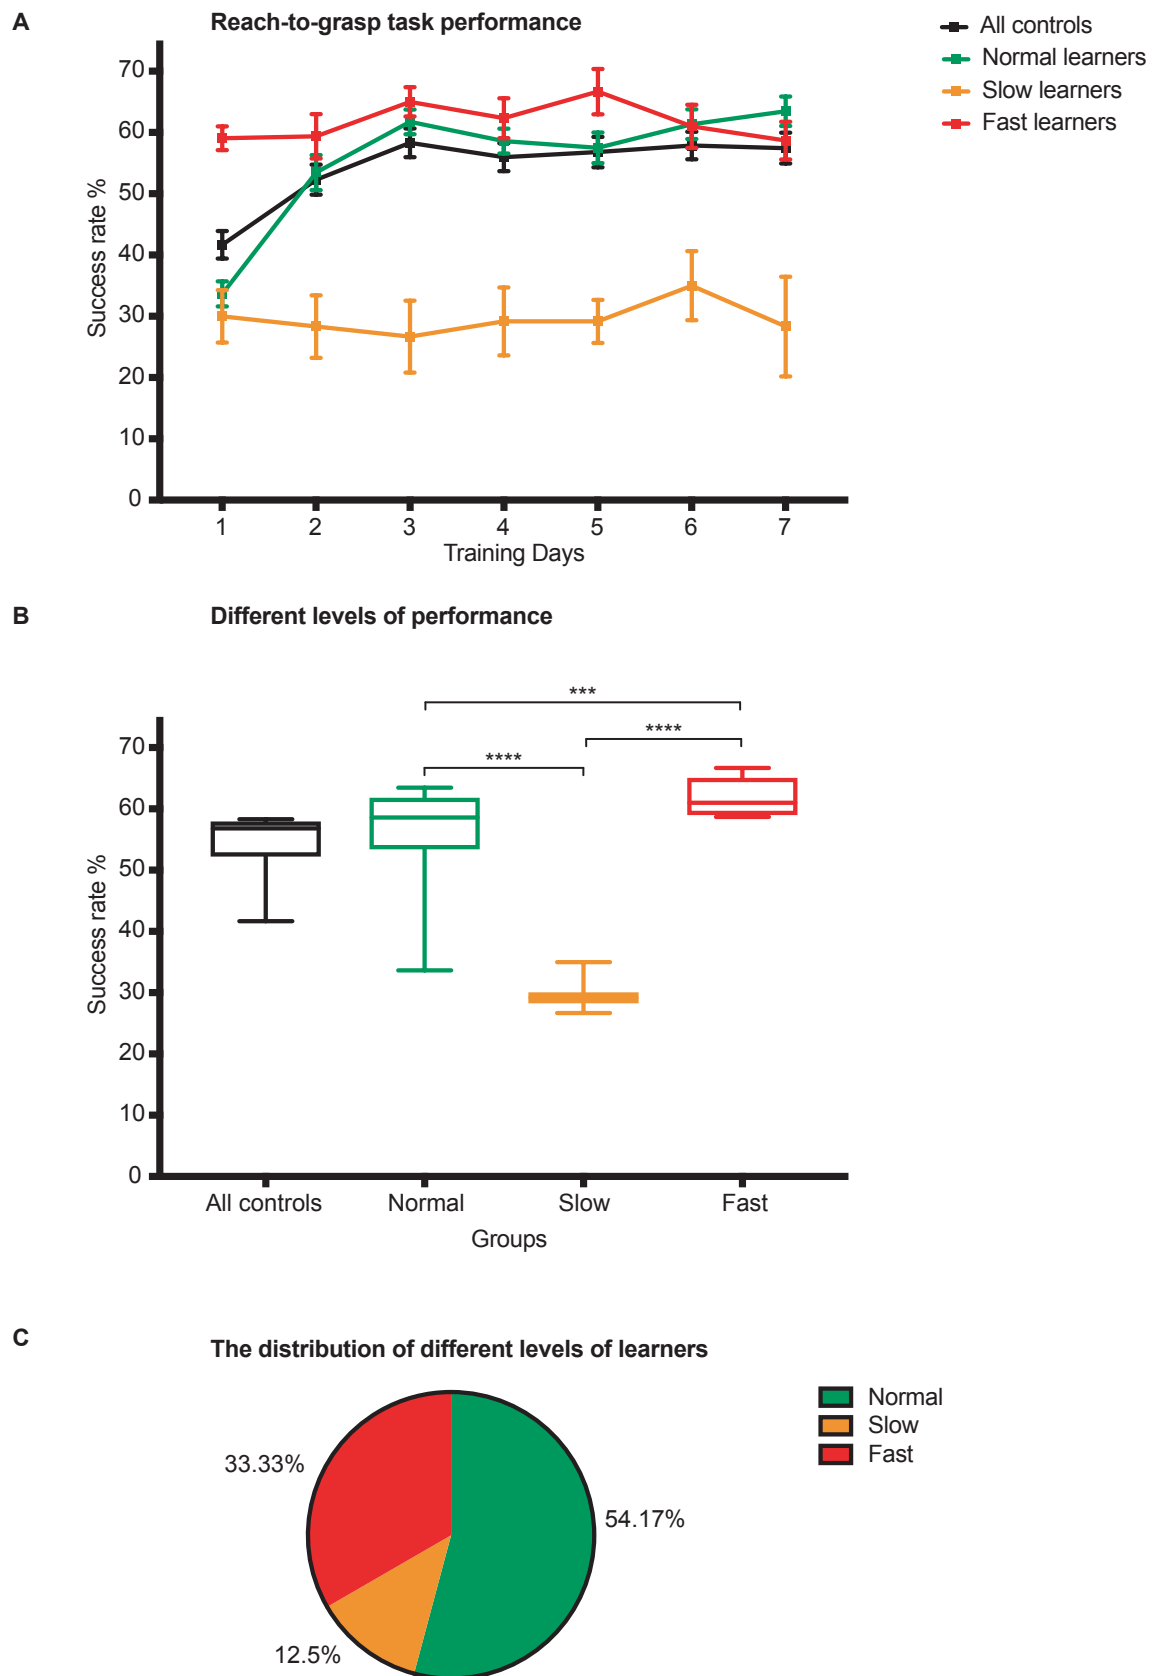 A
Reach-to-grasp task performance
All controls
Normal learners
Slow learners
Fast learners
Success rate %
70
60
50
40
30
20
10
0
1 2 3 4 5 6 7
Training Days
B
Different levels of performance
***
****
****
Success rate %
70
60
50
40
30
20
10
0
All controls Normal Slow Fast
Groups
C
The distribution of different levels of learners
Normal
Slow
Fast
33.33%
54.17%
12.5%